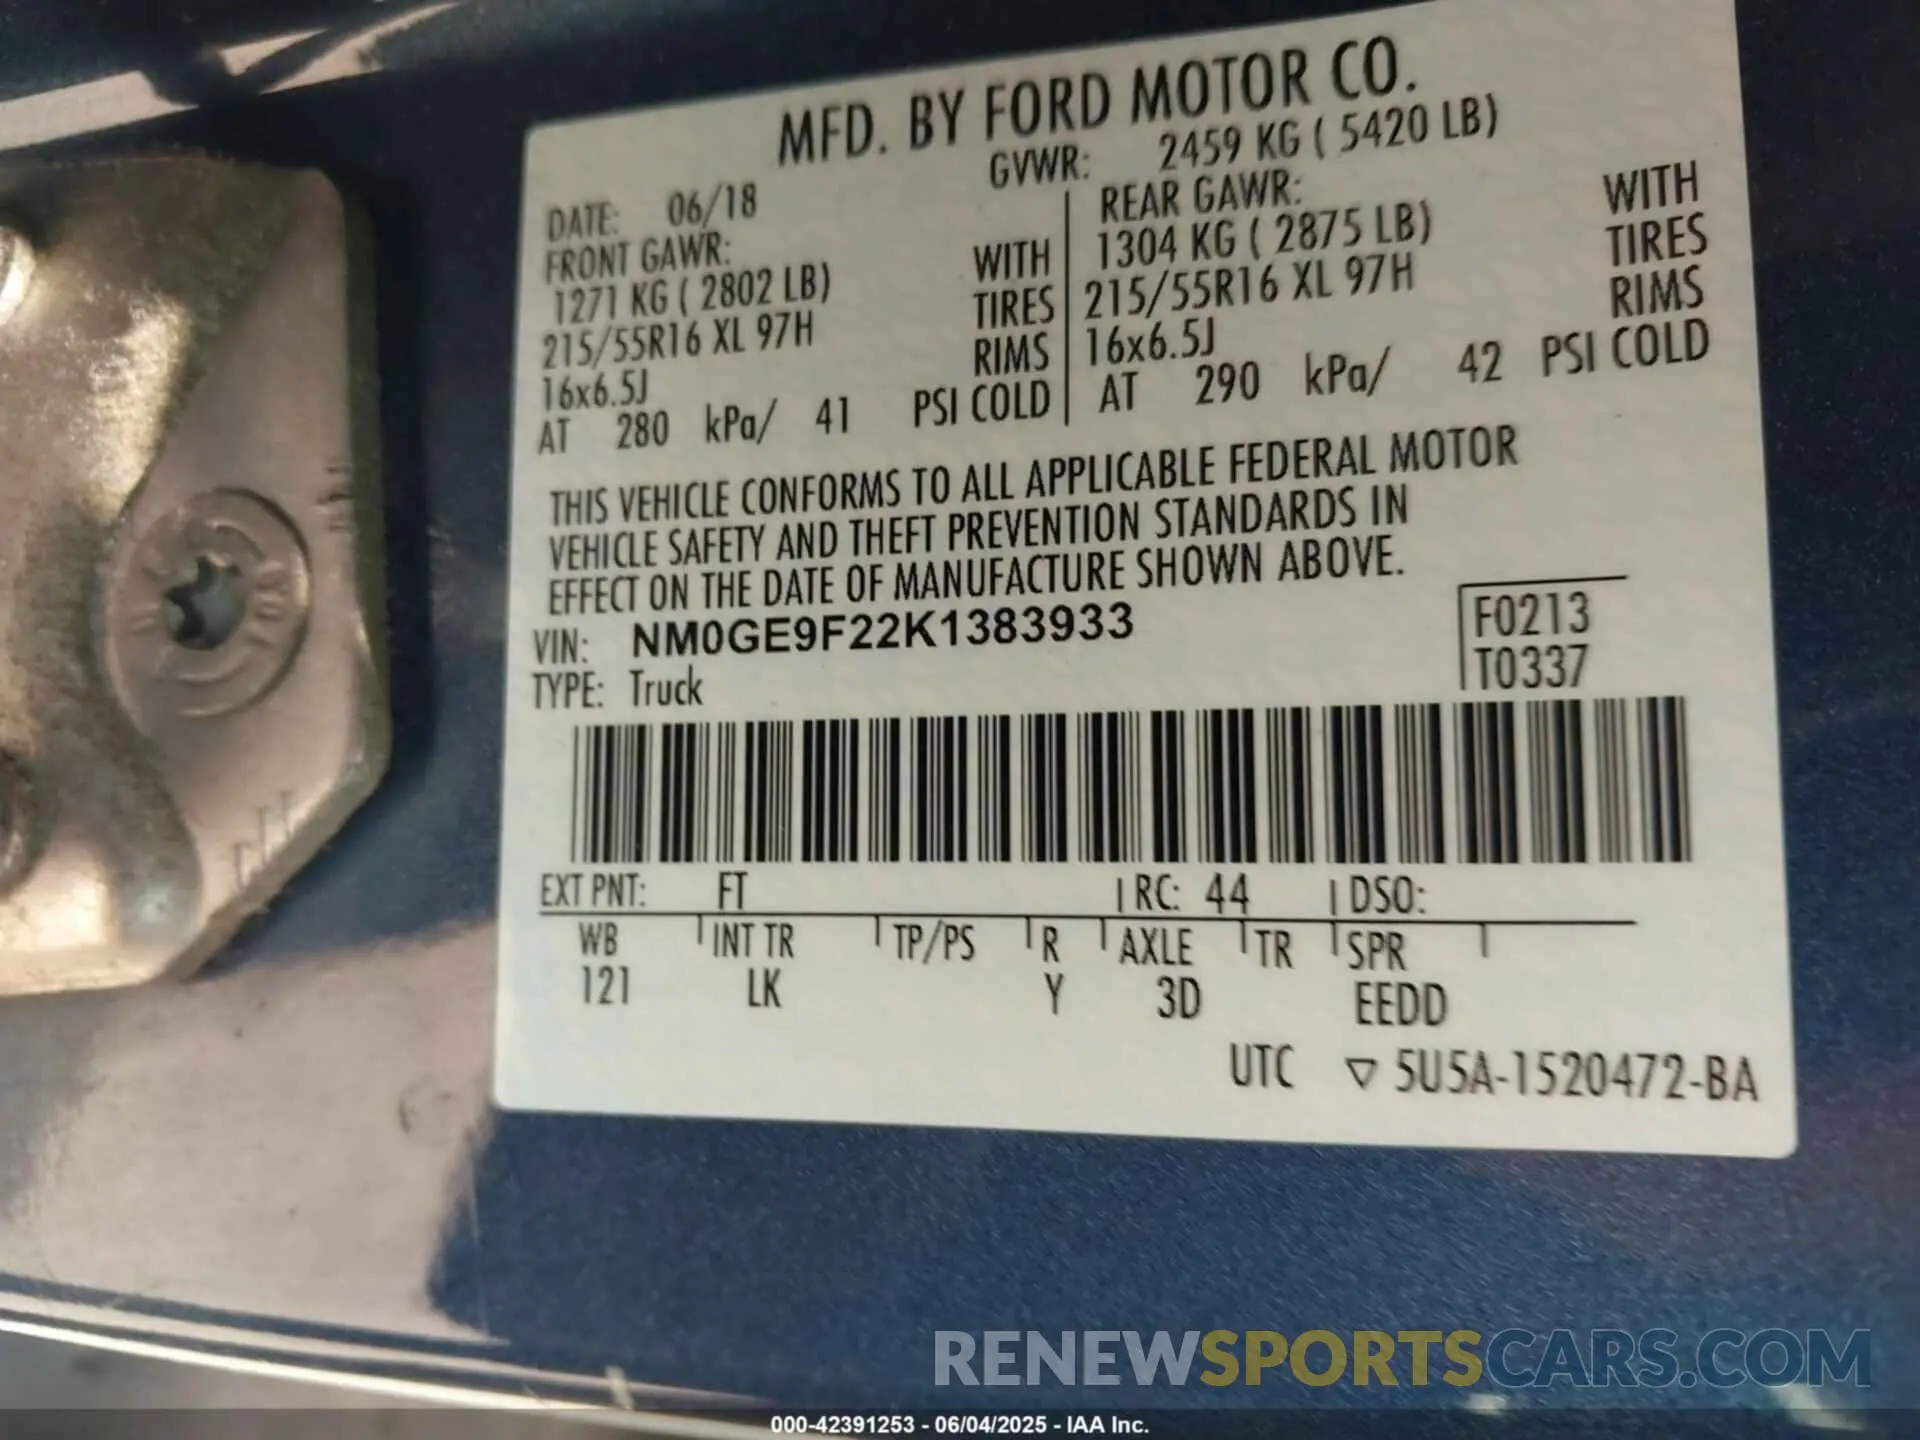 MFD. BY FORD MOTOR CO.
DATE: 06/18 GVWR: 2459 KG ( 5420 LB)
FRONT GAWR:
1271 KG ( 2802 LB) WITH
215/55R16 XL 97H TIRES
16x6.5J RIMS
AT 280 kPa/ 41 PSI COLD
REAR GAWR: WITH
1304 KG ( 2875 LB) TIRES
215/55R16 XL 97H RIMS
16x6.5J
AT 290 kPa/ 42 PSI COLD
THIS VEHICLE CONFORMS TO ALL APPLICABLE FEDERAL MOTOR
VEHICLE SAFETY AND THEFT PREVENTION STANDARDS IN
EFFECT ON THE DATE OF MANUFACTURE SHOWN ABOVE.
VIN: NM0GE9F22K1383933
TYPE: Truck
F0213
T0337
EXT PNT: FT RC: 44 DSO:
WB INT TR TP/PS R AXLE TR SPR
121 LK Y 3D EEDD
UTC ▽ 5U5A-1520472-BA
RENEWSPORTSCARS.COM
000-42391253 - 06/04/2025 - IAA Inc.